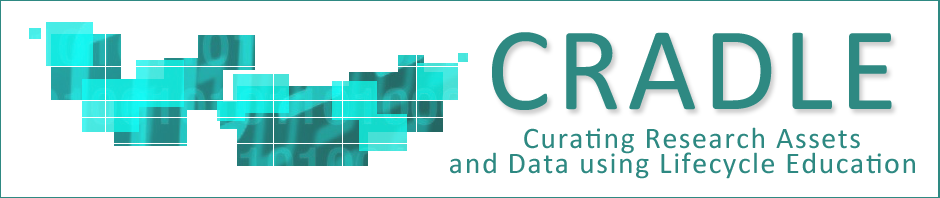 CRADLE
Curating Research Assets
and Data using Lifecycle Education